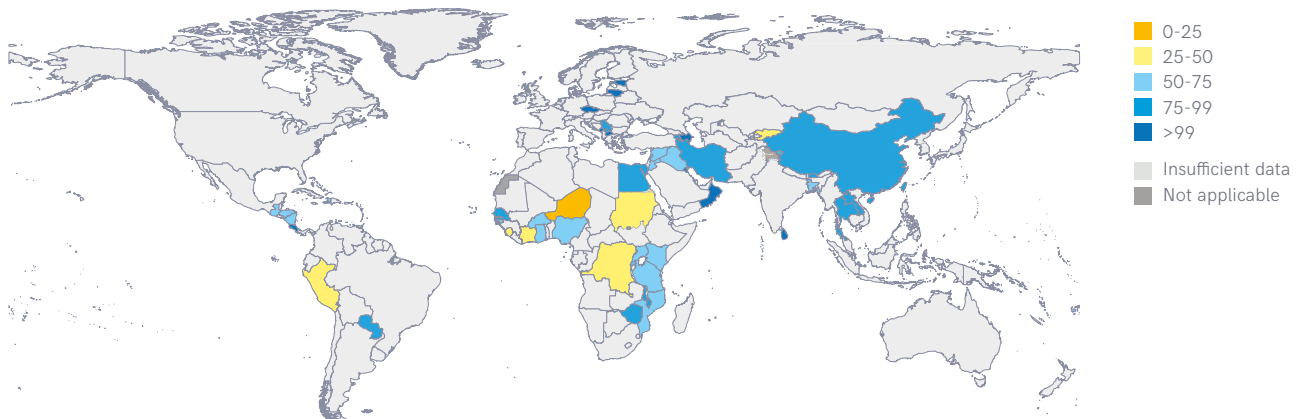 0-25
25-50
50-75
75-99
>99
Insufficient data
Not applicable